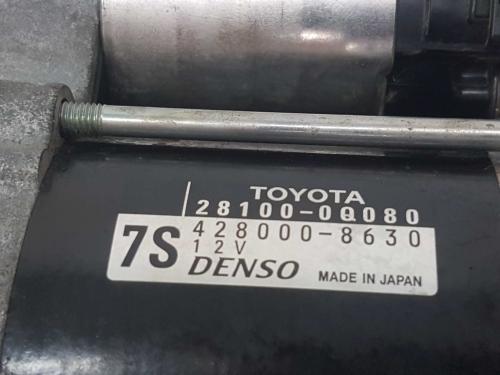 TOYOTA
28100-0Q080
7S 428000-8630
12V
DENSO MADE IN JAPAN